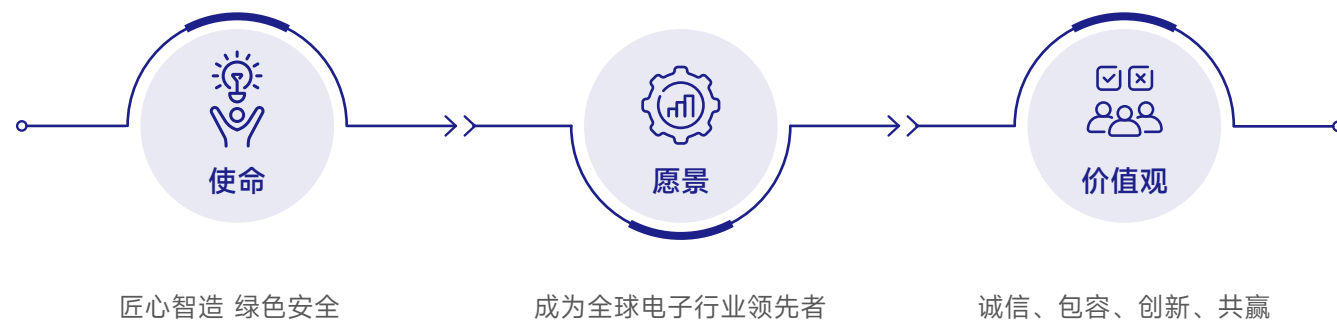 使命
愿景
价值观
匠心智造 绿色安全
成为全球电子行业领先者
诚信、包容、创新、共赢